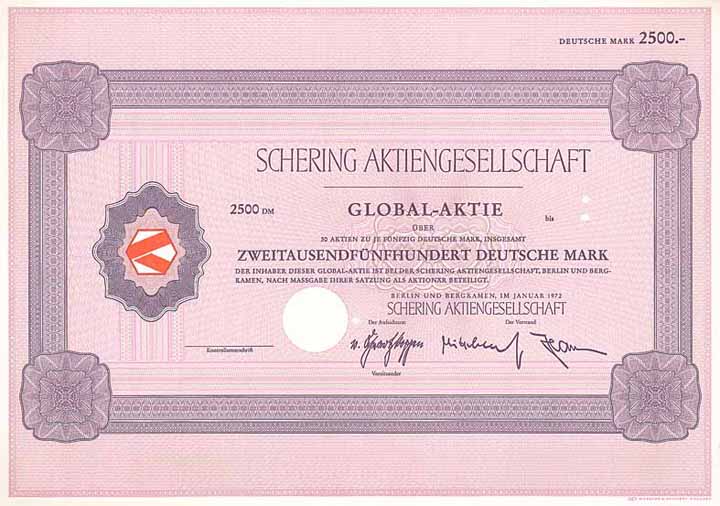 DEUTSCHE MARK 2500.-
SCHERING AKTIENGESELLSCHAFT
2500 DM GLOBAL-AKTIE bis
ÜBER
50 AKTIEN ZU JE FÜNFZIG DEUTSCHE MARK, INSGESAMT
ZWEITAUSENDFÜNFHUNDERT DEUTSCHE MARK
DER INHABER DIESER GLOBAL-AKTIE IST BEI DER SCHERING AKTIENGESELLSCHAFT, BERLIN UND BERG-
KAMEN, NACH MASSGABE IHRER SATZUNG ALS AKTIONÄR BETEILIGT.
BERLIN UND BERGKAMEN, IM JANUAR 1972
SCHERING AKTIENGESELLSCHAFT
Der Aufsichtsrat Der Vorstand
Kontrollunterschrift
Vorsitzender